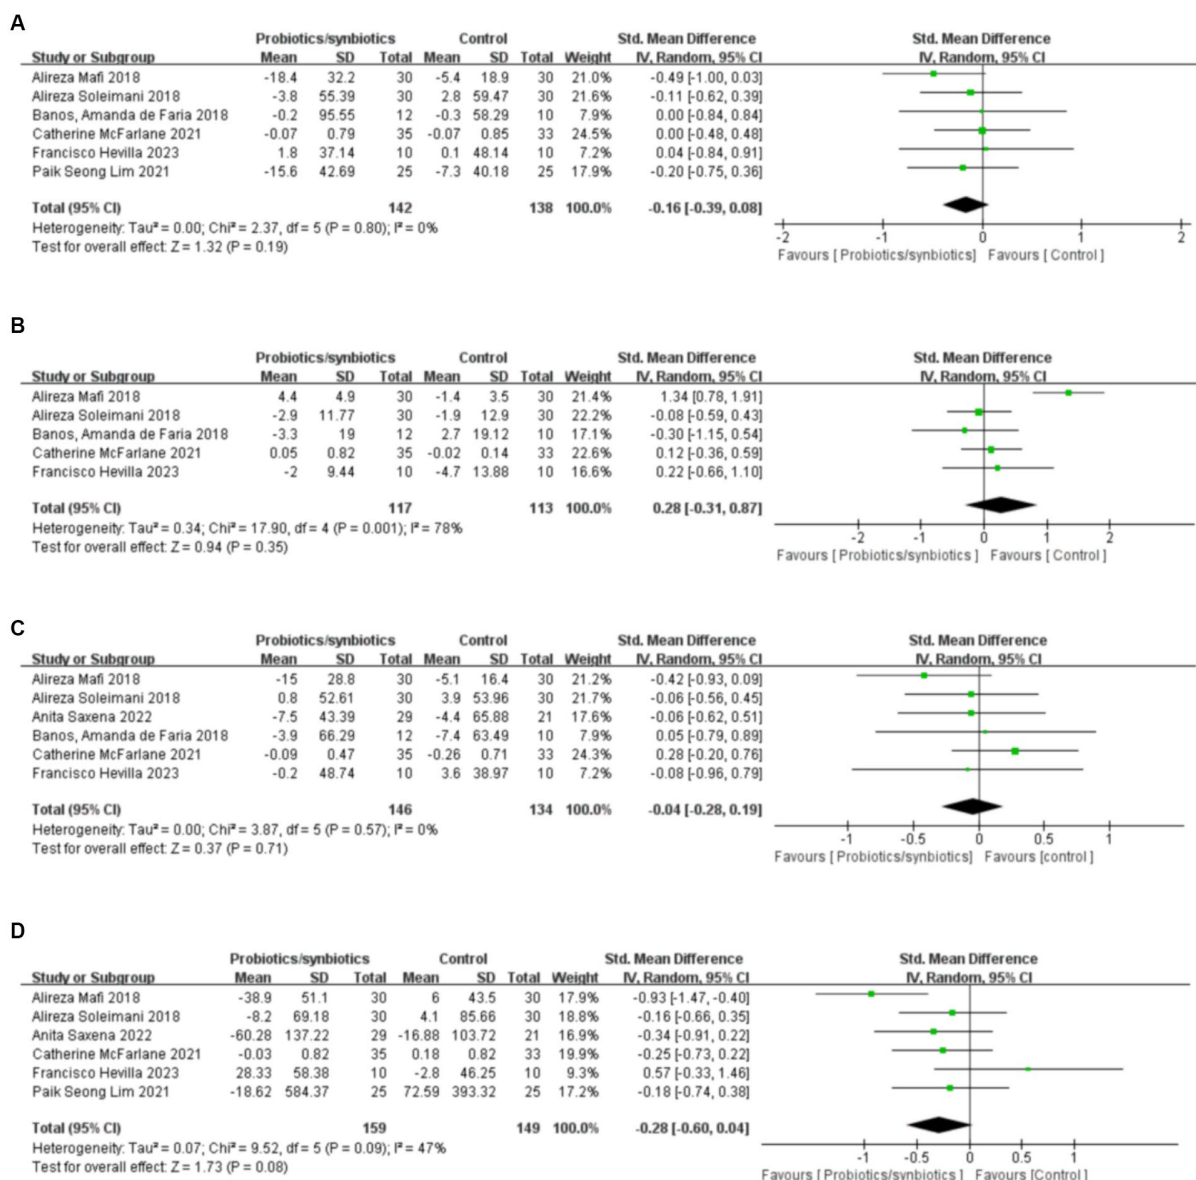 A
Probiotics/synbiotics Control Std. Mean Difference Std. Mean Difference
Study or Subgroup Mean SD Total Mean SD Total Weight IV, Random, 95% CI IV, Random, 95% CI
Alireza Mafi 2018 -18.4 32.2 30 -5.4 18.9 30 21.0% -0.49 [-1.00, 0.03]
Alireza Soleimani 2018 -3.8 55.39 30 2.8 59.47 30 21.6% -0.11 [-0.62, 0.39]
Banos, Amanda de Faria 2018 -0.2 95.55 12 -0.3 58.29 10 7.9% 0.00 [-0.84, 0.84]
Catherine McFarlane 2021 -0.07 0.79 35 -0.07 0.85 33 24.5% 0.00 [-0.48, 0.48]
Francisco Hevilla 2023 1.8 37.14 10 0.1 48.14 10 7.2% 0.04 [-0.84, 0.91]
Paik Seong Lim 2021 -15.6 42.69 25 -7.3 40.18 25 17.9% -0.20 [-0.75, 0.36]
Total (95% CI) 142 138 100.0% -0.16 [-0.39, 0.08]
Heterogeneity: Tau² = 0.00; Chi² = 2.37, df = 5 (P = 0.80); I² = 0%
Test for overall effect: Z = 1.32 (P = 0.19)
-2 -1 0 1 2
Favours [ Probiotics/synbiotics] Favours [ Control ]
B
Probiotics/synbiotics Control Std. Mean Difference Std. Mean Difference
Study or Subgroup Mean SD Total Mean SD Total Weight IV, Random, 95% CI IV, Random, 95% CI
Alireza Mafi 2018 4.4 4.9 30 -1.4 3.5 30 21.4% 1.34 [0.78, 1.91]
Alireza Soleimani 2018 -2.9 11.77 30 -1.9 12.9 30 22.2% -0.08 [-0.59, 0.43]
Banos, Amanda de Faria 2018 -3.3 19 12 2.7 19.12 10 17.1% -0.30 [-1.15, 0.54]
Catherine McFarlane 2021 0.05 0.82 35 -0.02 0.14 33 22.6% 0.12 [-0.36, 0.59]
Francisco Hevilla 2023 -2 9.44 10 -4.7 13.88 10 16.6% 0.22 [-0.66, 1.10]
Total (95% CI) 117 113 100.0% 0.28 [-0.31, 0.87]
Heterogeneity: Tau² = 0.34; Chi² = 17.90, df = 4 (P = 0.001); I² = 78%
Test for overall effect: Z = 0.94 (P = 0.35)
-2 -1 0 1 2
Favours [ Probiotics/synbiotics] Favours [ Control ]
C
Probiotics/synbiotics Control Std. Mean Difference Std. Mean Difference
Study or Subgroup Mean SD Total Mean SD Total Weight IV, Random, 95% CI IV, Random, 95% CI
Alireza Mafi 2018 -15 28.8 30 -5.1 16.4 30 21.2% -0.42 [-0.93, 0.09]
Alireza Soleimani 2018 0.8 52.61 30 3.9 53.96 30 21.7% -0.06 [-0.56, 0.45]
Anita Saxena 2022 -7.5 43.39 29 -4.4 65.88 21 17.6% -0.06 [-0.62, 0.51]
Banos, Amanda de Faria 2018 -3.9 66.29 12 -7.4 63.49 10 7.9% 0.05 [-0.79, 0.89]
Catherine McFarlane 2021 -0.09 0.47 35 -0.26 0.71 33 24.3% 0.28 [-0.20, 0.76]
Francisco Hevilla 2023 -0.2 48.74 10 3.6 38.97 10 7.2% -0.08 [-0.96, 0.79]
Total (95% CI) 146 134 100.0% -0.04 [-0.28, 0.19]
Heterogeneity: Tau² = 0.00; Chi² = 3.87, df = 5 (P = 0.57); I² = 0%
Test for overall effect: Z = 0.37 (P = 0.71)
-1 -0.5 0 0.5 1
Favours [ Probiotics/synbiotics] Favours [control ]
D
Probiotics/synbiotics Control Std. Mean Difference Std. Mean Difference
Study or Subgroup Mean SD Total Mean SD Total Weight IV, Random, 95% CI IV, Random, 95% CI
Alireza Mafi 2018 -38.9 51.1 30 6 43.5 30 17.9% -0.93 [-1.47, -0.40]
Alireza Soleimani 2018 -8.2 69.18 30 4.1 85.66 30 18.8% -0.16 [-0.66, 0.35]
Anita Saxena 2022 -60.28 137.22 29 -16.88 103.72 21 16.9% -0.34 [-0.91, 0.22]
Catherine McFarlane 2021 -0.03 0.82 35 0.18 0.82 33 19.9% -0.25 [-0.73, 0.22]
Francisco Hevilla 2023 28.33 58.38 10 -2.8 46.25 10 9.3% 0.57 [-0.33, 1.46]
Paik Seong Lim 2021 -18.62 584.37 25 72.59 393.32 25 17.2% -0.18 [-0.74, 0.38]
Total (95% CI) 159 149 100.0% -0.28 [-0.60, 0.04]
Heterogeneity: Tau² = 0.07; Chi² = 9.52, df = 5 (P = 0.09); I² = 47%
Test for overall effect: Z = 1.73 (P = 0.08)
-1 -0.5 0 0.5 1
Favours [ Probiotics/synbiotics] Favours [Control ]